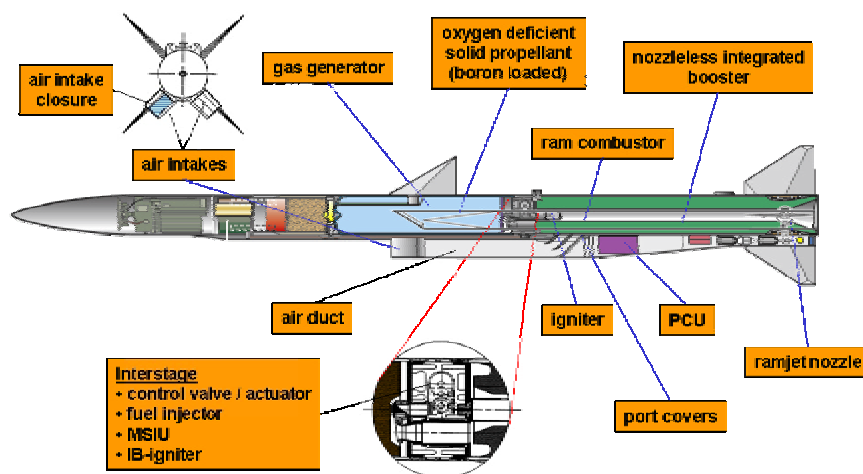 oxygen deficient
solid propellant
(boron loaded)
gas generator
nozzleless integrated
booster
air intake
closure
ram combustor
air intakes
air duct
igniter
PCU
ramjet nozzle
Interstage
• control valve / actuator
• fuel injector
• MSIU
• IB-igniter
port covers